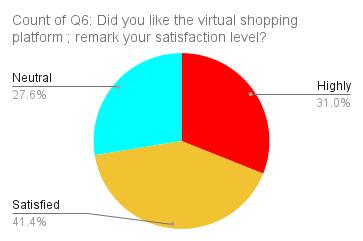 Count of Q6: Did you like the virtual shopping
platform ; remark your satisfaction level?
Neutral
27.6%
Highly
31.0%
Satisfied
41.4%